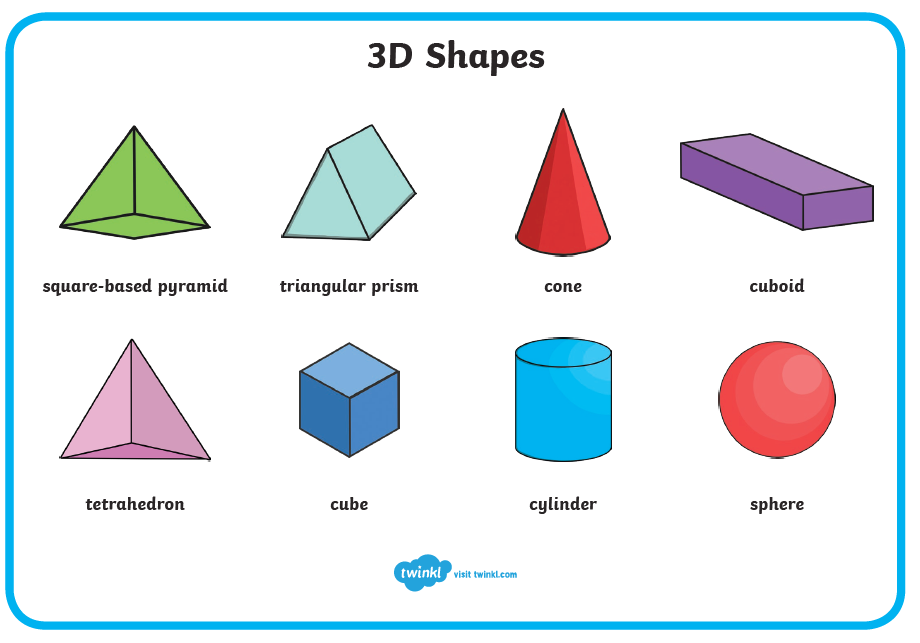 3D Shapes
square-based pyramid
triangular prism
cone
cuboid
tetrahedron
cube
cylinder
sphere
twinkl visit twinkl.com